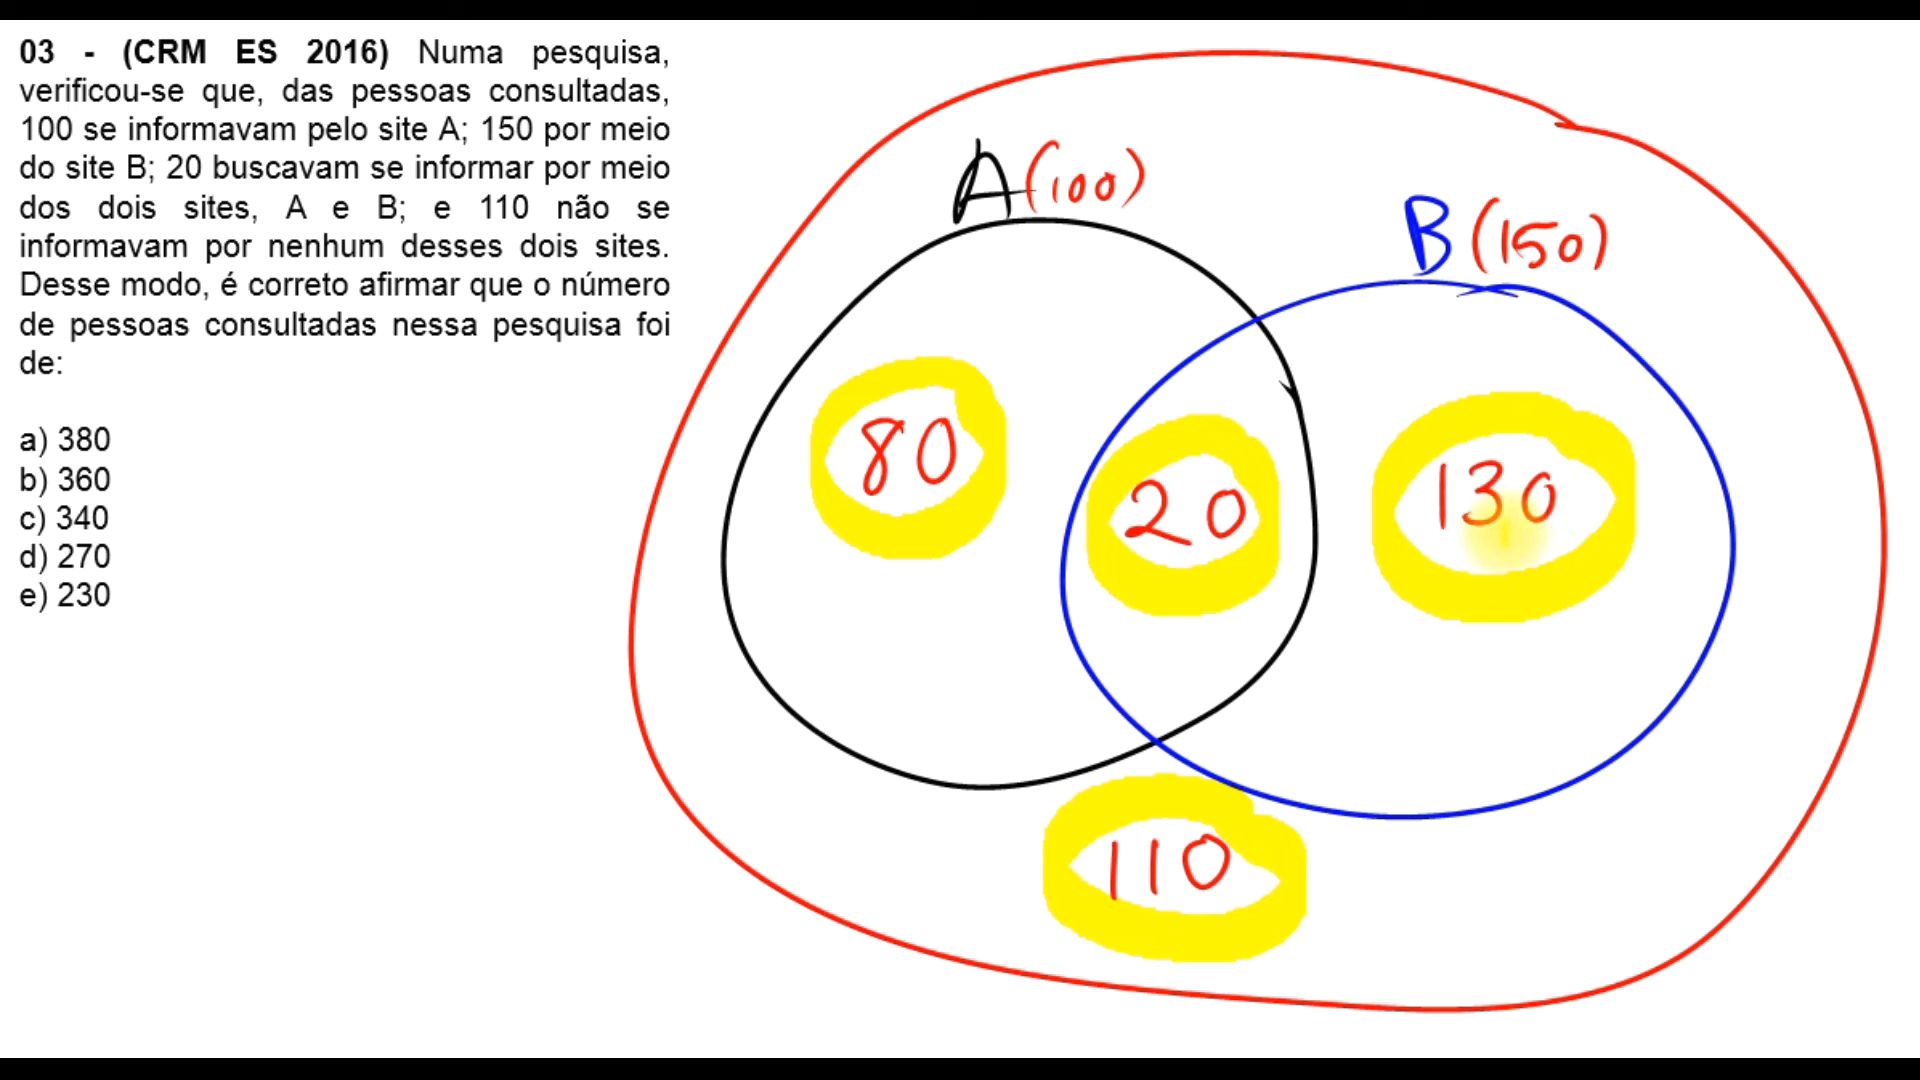 03 - (CRM ES 2016) Numa pesquisa,
verificou-se que, das pessoas consultadas,
100 se informavam pelo site A; 150 por meio
do site B; 20 buscavam se informar por meio
dos dois sites, A e B; e 110 não se
informavam por nenhum desses dois sites.
Desse modo, é correto afirmar que o número
de pessoas consultadas nessa pesquisa foi
de:
a) 380
b) 360
c) 340
d) 270
e) 230
A (100)
B (150)
80
20
130
110